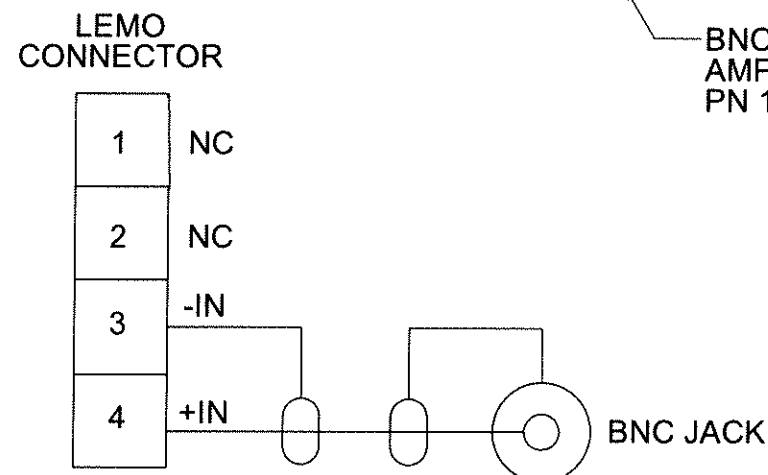 LEMO
CONNECTOR
BNC
AMP
PN 1
1 NC
2 NC
3 -IN
4 +IN
BNC JACK